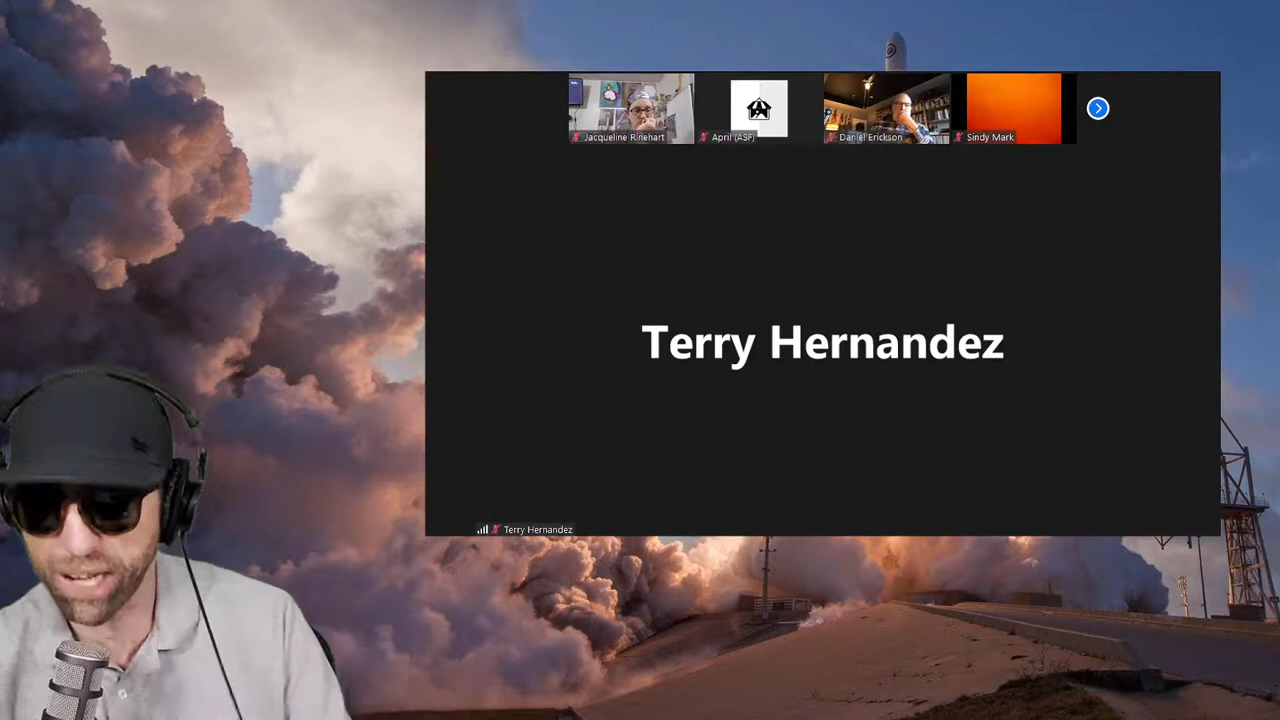 Jacqueline Rinehart
April (ASF)
Daniel Erickson
Sindy Mark
Terry Hernandez
Terry Hernandez